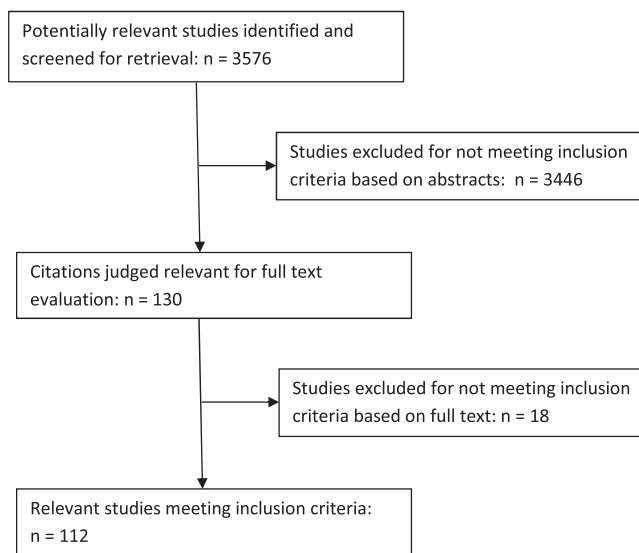 Potentially relevant studies identified and
screened for retrieval: n = 3576
Studies excluded for not meeting inclusion
criteria based on abstracts:  n = 3446
Citations judged relevant for full text
evaluation: n = 130
Studies excluded for not meeting inclusion
criteria based on full text: n = 18
Relevant studies meeting inclusion criteria:
n = 112